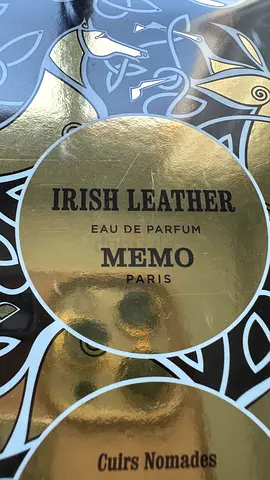 IRISH LEATHER
EAU DE PARFUM
MEMO
PARIS
Cuirs Nomades